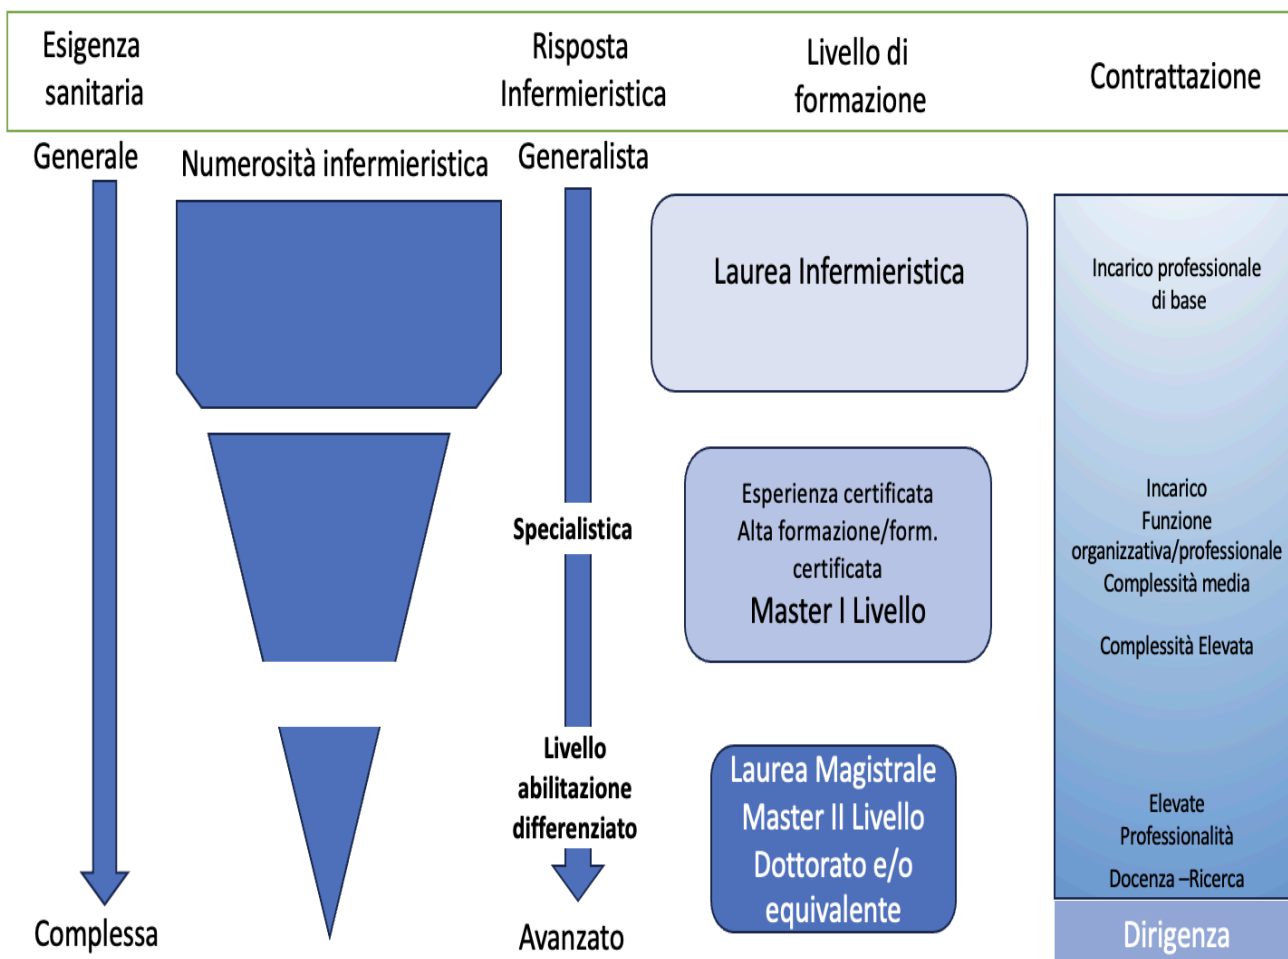 Esigenza
sanitaria
Risposta
Infermieristica
Livello di
formazione
Contrattazione
Generale
Numerosità infermieristica
Generalista
Laurea Infermieristica
Incarico professionale
di base
Specialistica
Esperienza certificata
Alta formazione/form.
certificata
Master I Livello
Incarico
Funzione
organizzativa/professionale
Complessità media
Complessità Elevata
Livello
abilitazione
differenziato
Laurea Magistrale
Master II Livello
Dottorato e/o
equivalente
Elevate
Professionalità
Docenza –Ricerca
Complessa
Avanzato
Dirigenza